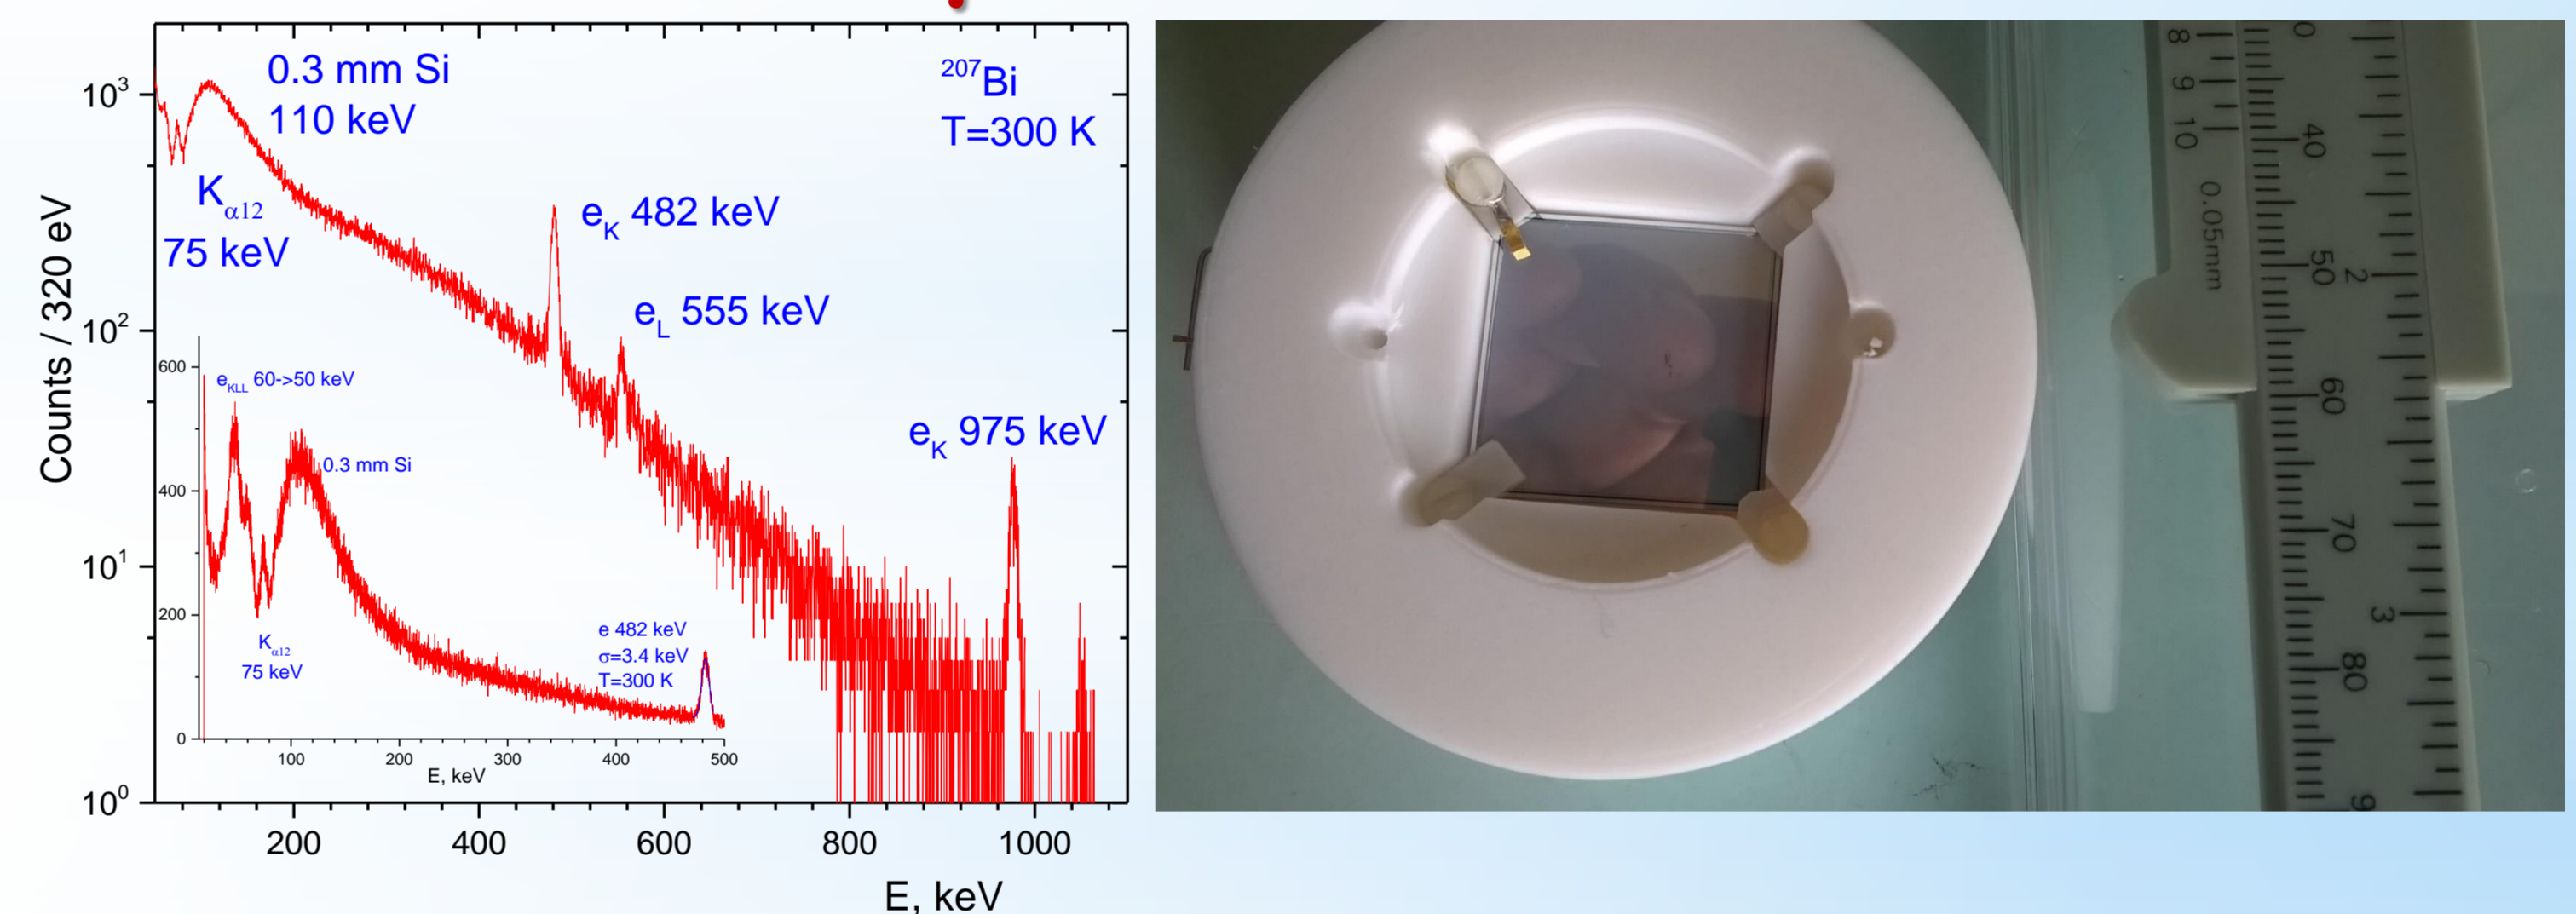 0.3 mm Si
110 keV
207Bi
T=300 K
Kα12
75 keV
eK 482 keV
eL 555 keV
eK 975 keV
Counts / 320 eV
10^3
10^2
10^1
10^0
200 400 600 800 1000
E, keV
600
400
200
0
eKLL 60->50 keV
0.3 mm Si
Kα12
75 keV
e 482 keV
σ=3.4 keV
T=300 K
100 200 300 400 500
E, keV
8
9
10
0.05mm
0
40
50
60
70
80
9
2
3